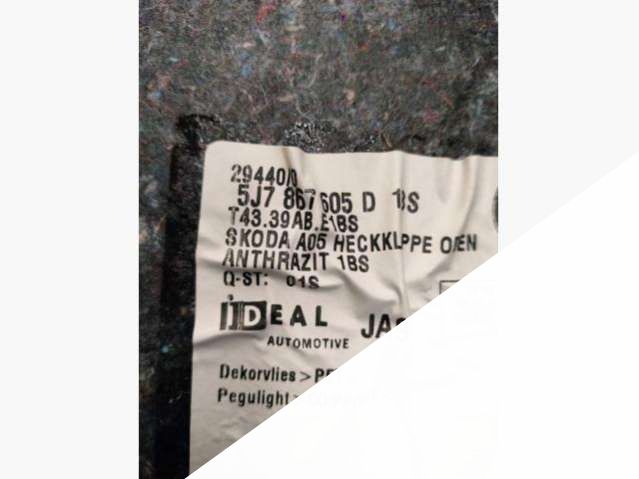 29440/0
5J7 867 605 D 1BS
T43.39AB.E1BS
SKODA A05 HECKKLPPE OBEN
ANTHRAZIT 1BS
Q-ST: 01S
IDEAL
AUTOMOTIVE
Dekorvlies >
Pegulight >